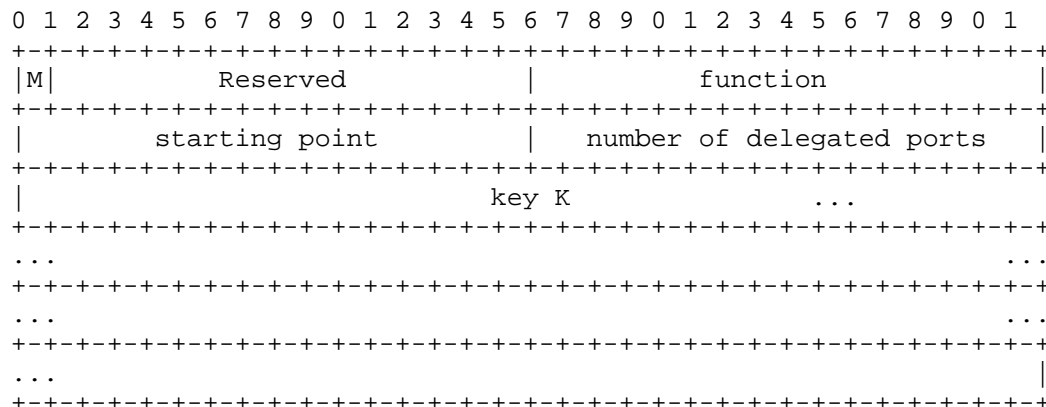 0 1 2 3 4 5 6 7 8 9 0 1 2 3 4 5 6 7 8 9 0 1 2 3 4 5 6 7 8 9 0 1
+-+-+-+-+-+-+-+-+-+-+-+-+-+-+-+-+-+-+-+-+-+-+-+-+-+-+-+-+-+-+-+-+
|M|          Reserved           |           function            |
+-+-+-+-+-+-+-+-+-+-+-+-+-+-+-+-+-+-+-+-+-+-+-+-+-+-+-+-+-+-+-+-+
|        starting point         |   number of delegated ports   |
+-+-+-+-+-+-+-+-+-+-+-+-+-+-+-+-+-+-+-+-+-+-+-+-+-+-+-+-+-+-+-+-+
|                             key K               ...
+-+-+-+-+-+-+-+-+-+-+-+-+-+-+-+-+-+-+-+-+-+-+-+-+-+-+-+-+-+-+-+-+
...                                                           ...
+-+-+-+-+-+-+-+-+-+-+-+-+-+-+-+-+-+-+-+-+-+-+-+-+-+-+-+-+-+-+-+-+
...                                                           ...
+-+-+-+-+-+-+-+-+-+-+-+-+-+-+-+-+-+-+-+-+-+-+-+-+-+-+-+-+-+-+-+-+
...                                                             |
+-+-+-+-+-+-+-+-+-+-+-+-+-+-+-+-+-+-+-+-+-+-+-+-+-+-+-+-+-+-+-+-+